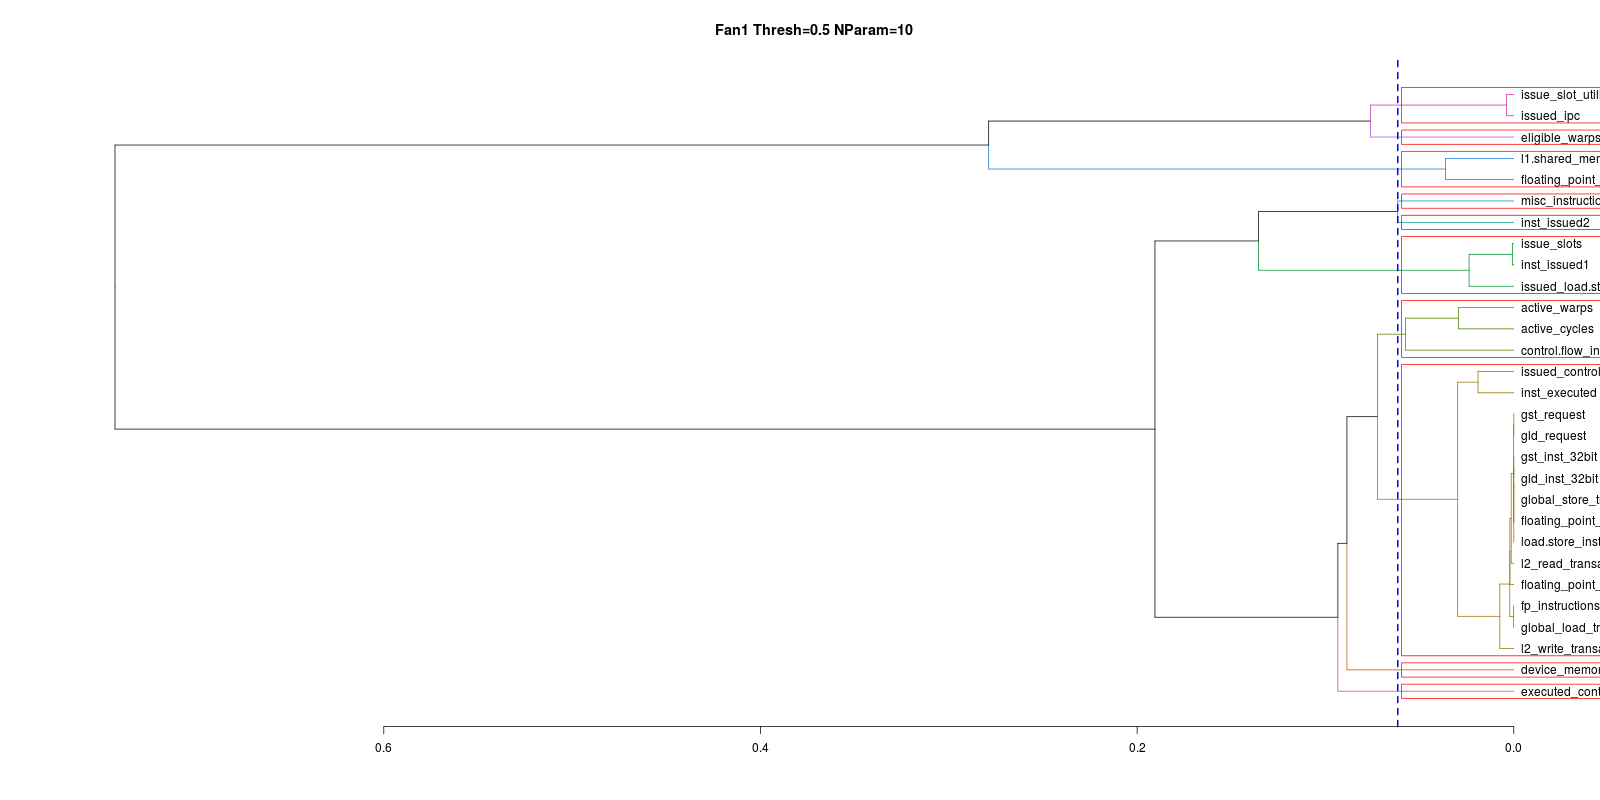 Fan1 Thresh=0.5 NParam=10
issue_slot_util
issued_ipc
eligible_warps
l1.shared_mer
floating_point_
misc_instructic
inst_issued2
issue_slots
inst_issued1
issued_load.st
active_warps
active_cycles
control.flow_in
issued_control
inst_executed
gst_request
gld_request
gst_inst_32bit
gld_inst_32bit
global_store_t
floating_point_
load.store_inst
l2_read_transa
floating_point_
fp_instructions
global_load_tr
l2_write_transa
device_memor
executed_cont
0.6 0.4 0.2 0.0